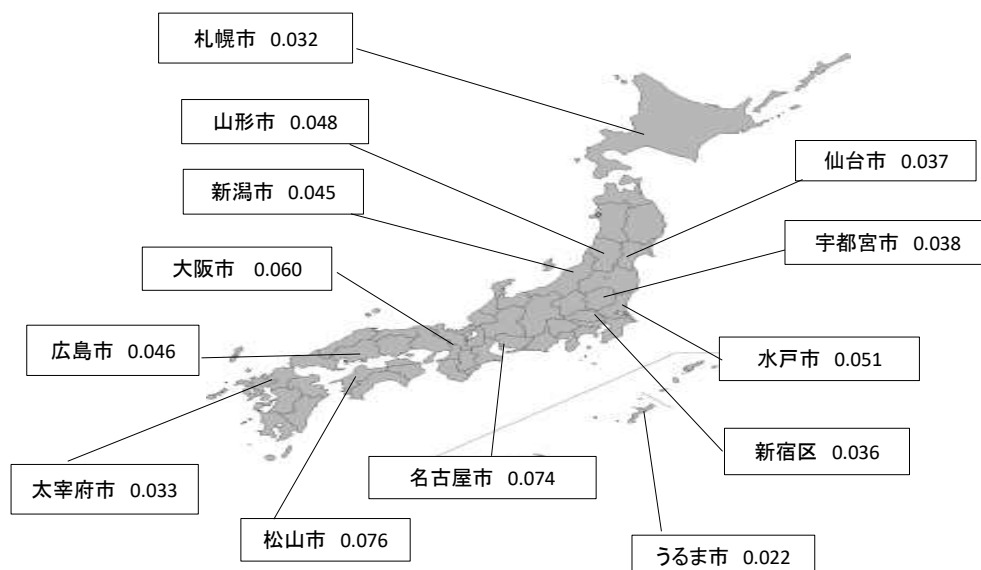 札幌市 0.032
山形市 0.048
仙台市 0.037
新潟市 0.045
宇都宮市 0.038
大阪市 0.060
広島市 0.046
水戸市 0.051
新宿区 0.036
名古屋市 0.074
太宰府市 0.033
松山市 0.076
うるま市 0.022